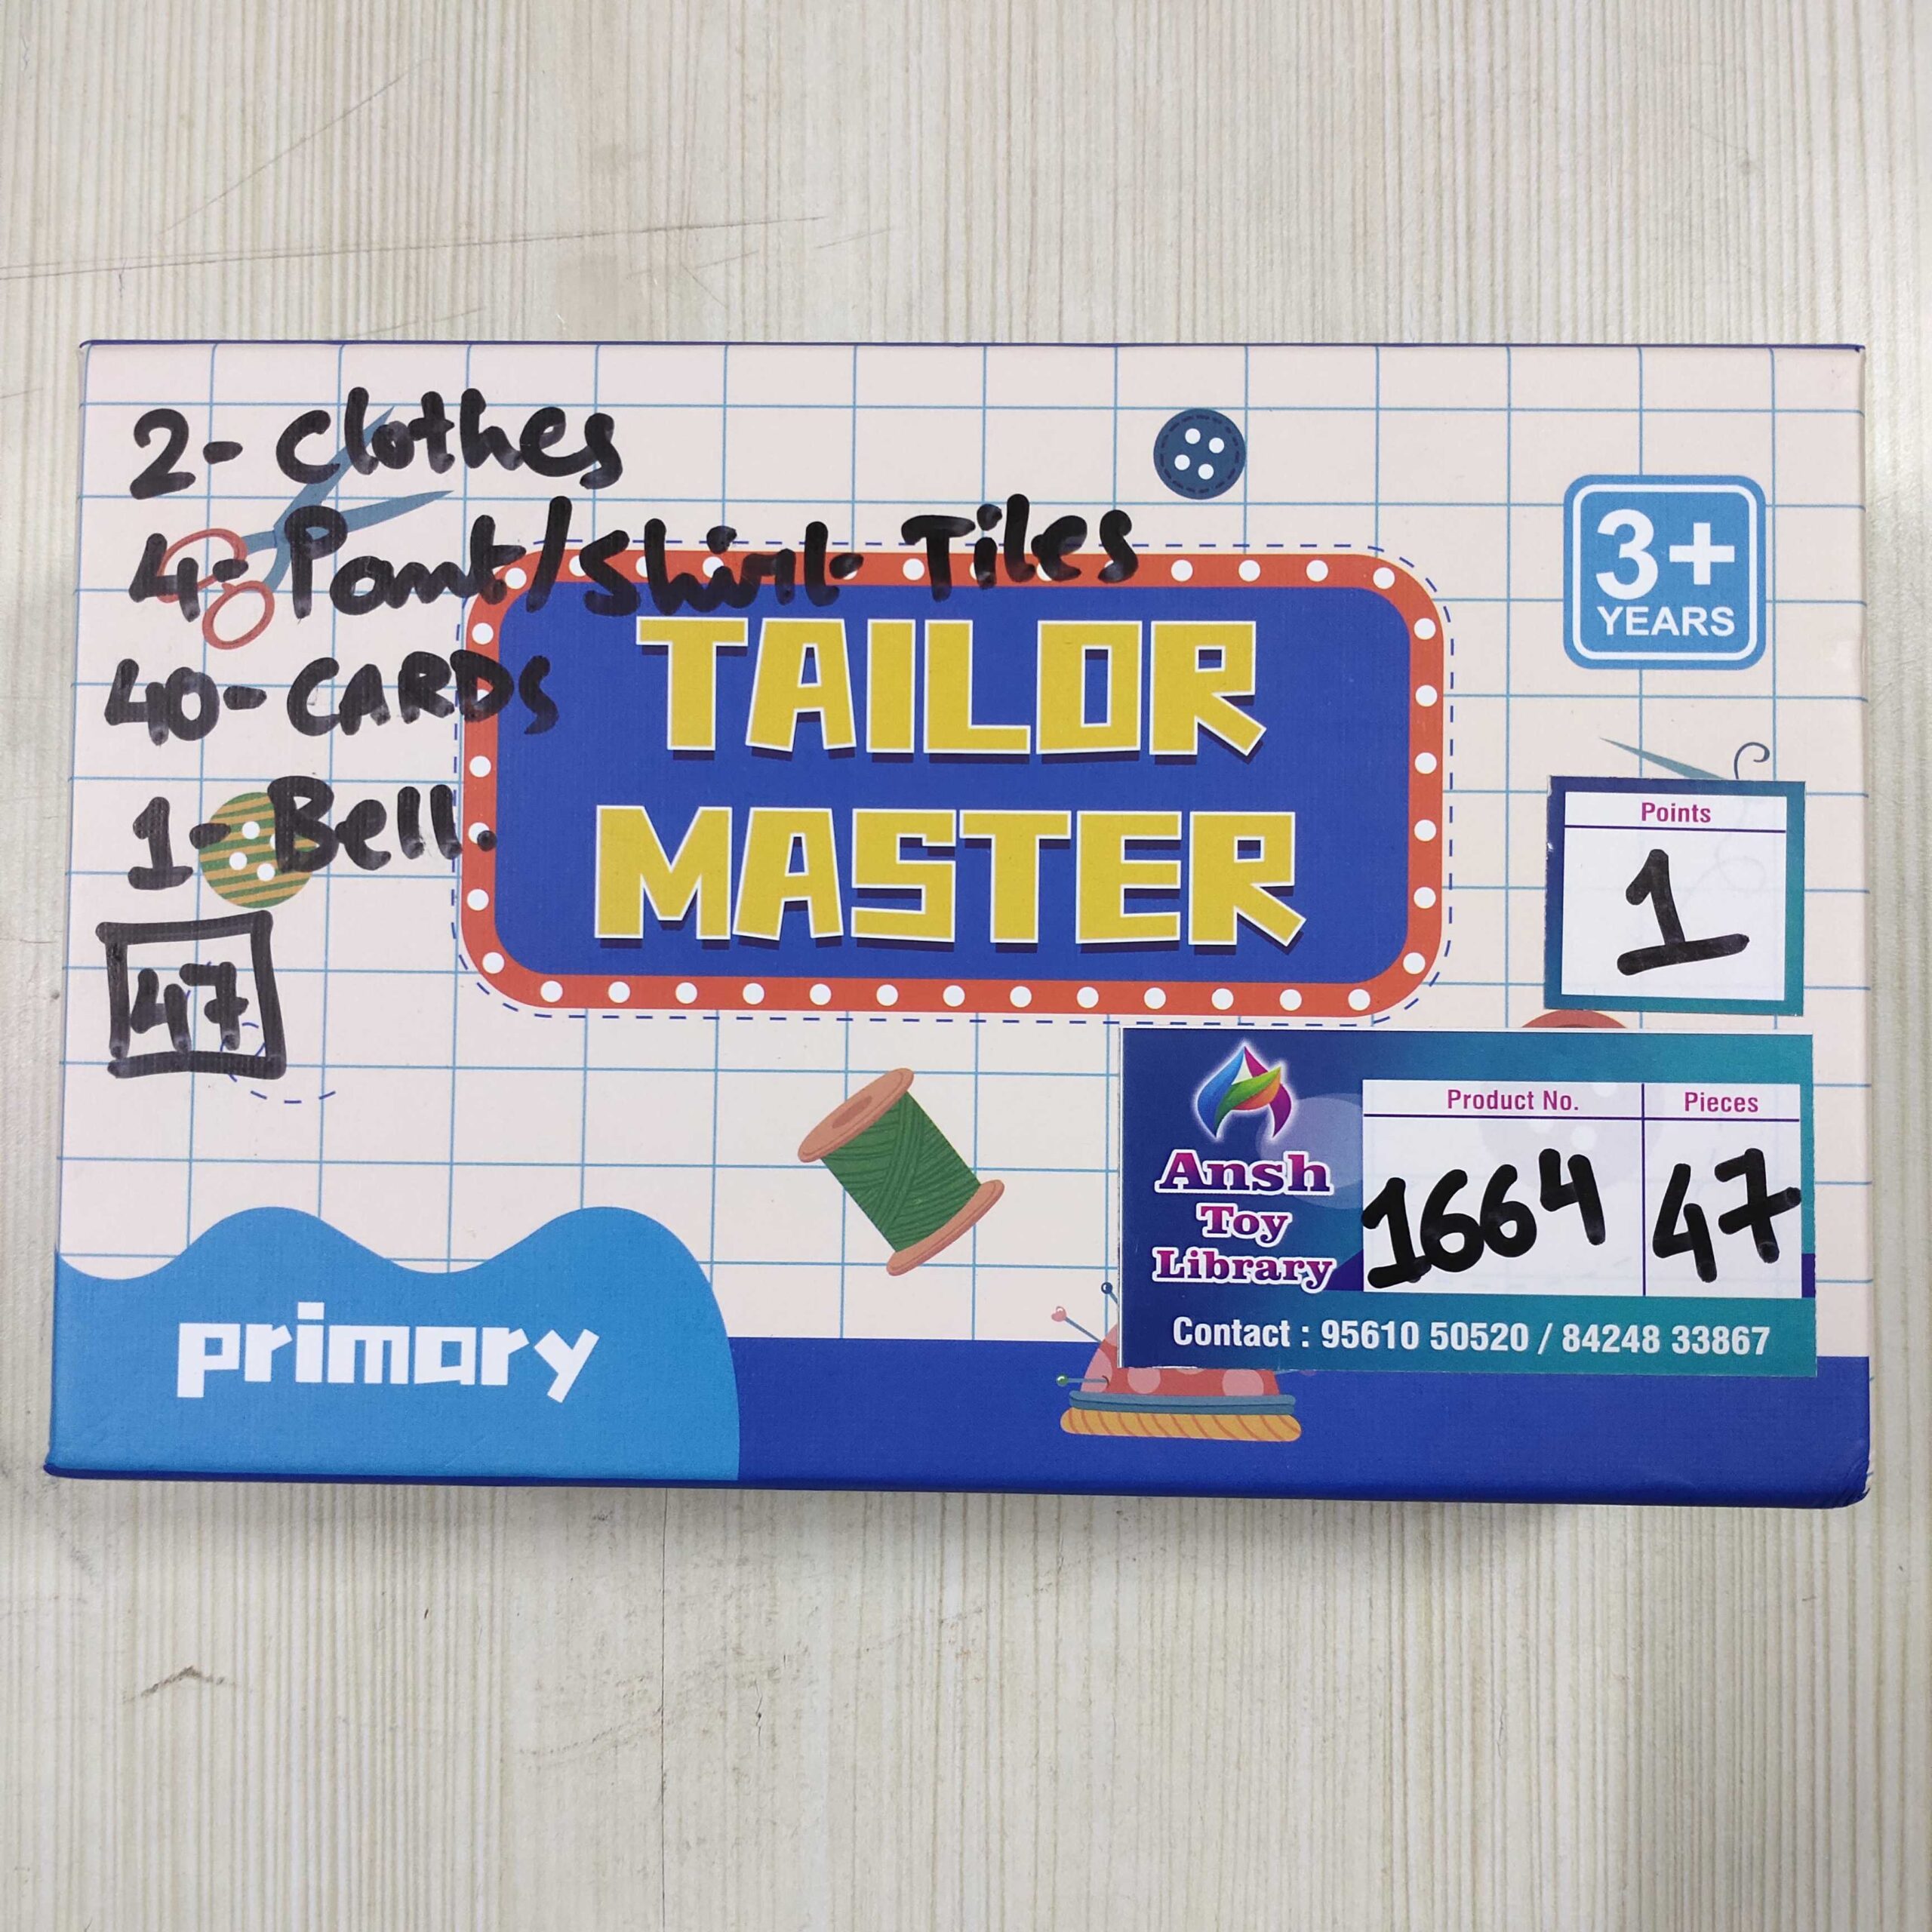 2- Clothes
4- Pant/Shirt Tiles
40- CARDS
1- Bell.
47
TAILOR
MASTER
3+
YEARS
Points
1
Ansh
Toy
Library
Product No.
Pieces
1664
47
Contact : 95610 50520 / 84248 33867
primary